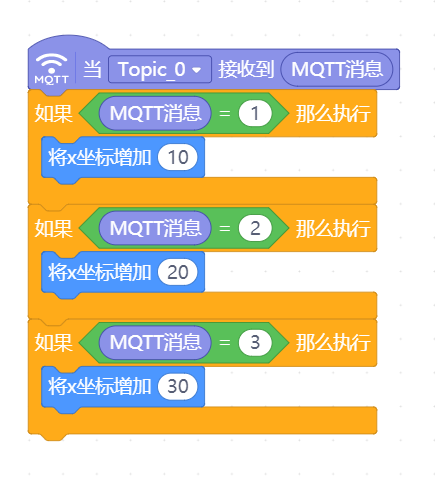 MQTT 当 Topic_0 接收到 MQTT消息
如果 MQTT消息 = 1 那么执行
将x坐标增加 10
如果 MQTT消息 = 2 那么执行
将x坐标增加 20
如果 MQTT消息 = 3 那么执行
将x坐标增加 30